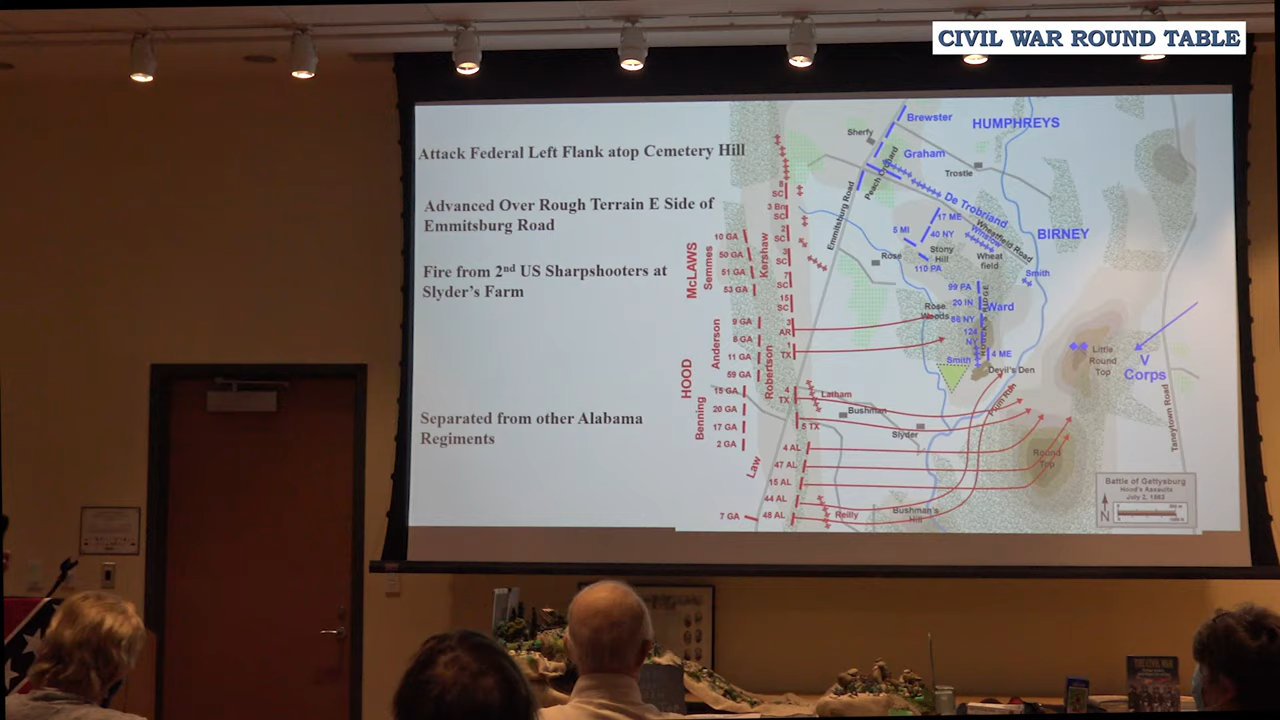 CIVIL WAR ROUND TABLE
Attack Federal Left Flank atop Cemetery Hill
Advanced Over Rough Terrain E Side of
Emmitsburg Road
Fire from 2nd US Sharpshooters at
Slyder's Farm
Separated from other Alabama
Regiments
Brewster
HUMPHREYS
Sherfy
Graham
Trostle
Peach Orchard
Emmitsburg Road
De Trobriand
17 ME
5 MI
40 NY
Winslow
Wheatfield Road
BIRNEY
Stony
Hill
Wheat
field
Rose
110 PA
Smith
99 PA
20 IN
Ward
Rose
Woods
86 NY
124
NY
Smith
4 ME
Devil's Den
Little
Round
Top
V
Corps
Taneytown Road
8
SC
3 Bn
SC
2
SC
3
SC
7
SC
15
SC
McLAWS
Semmes
Kershaw
10 GA
50 GA
51 GA
53 GA
HOOD
Anderson
Robertson
9 GA
8 GA
11 GA
59 GA
3
AR
1
TX
4
TX
5 TX
Benning
15 GA
20 GA
17 GA
2 GA
Law
4 AL
47 AL
15 AL
44 AL
48 AL
7 GA
Latham
Bushman
Slyder
Plum Run
Round
Top
Reilly
Bushman's
Hill
Battle of Gettysburg
Hood's Assaults
July 2, 1863
N
THE CIVIL WAR